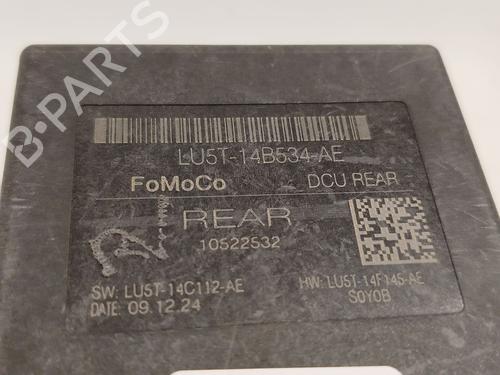 LU5T-14B534-AE
FoMoCo DCU REAR
REAR
10522532
SW: LU5T-14C112-AE
DATE: 09.12.24
HW: LU5T-14F145-AE
S0Y0B
B-PARTS